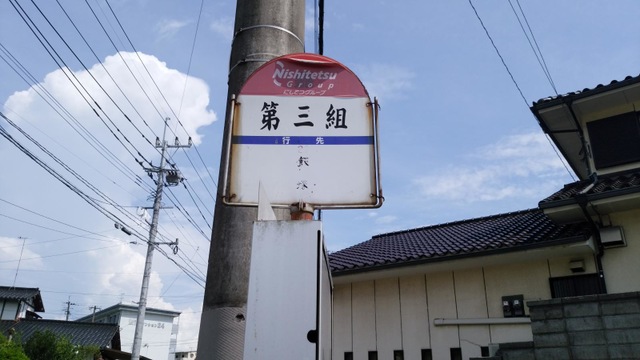 Nishitetsu
Group
にしてつグループ
第三組
行先